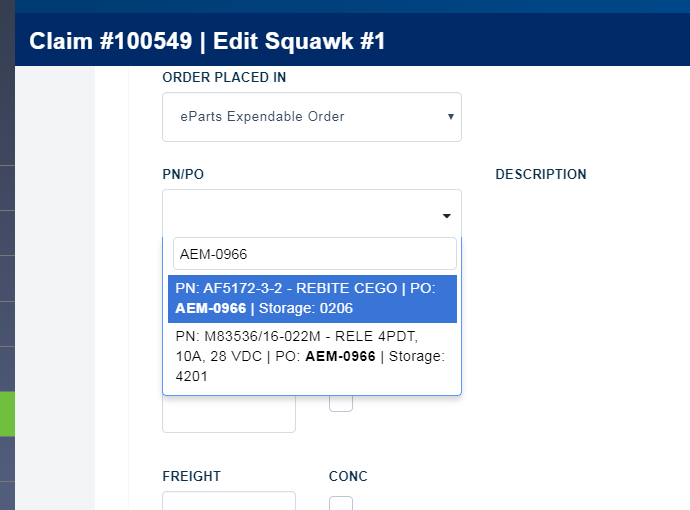 Claim #100549 | Edit Squawk #1
ORDER PLACED IN
eParts Expendable Order
PN/PO
DESCRIPTION
AEM-0966
PN: AF5172-3-2 - REBITE CEGO | PO:
AEM-0966 | Storage: 0206
PN: M83536/16-022M - RELE 4PDT,
10A, 28 VDC | PO: AEM-0966 | Storage:
4201
FREIGHT
CONC